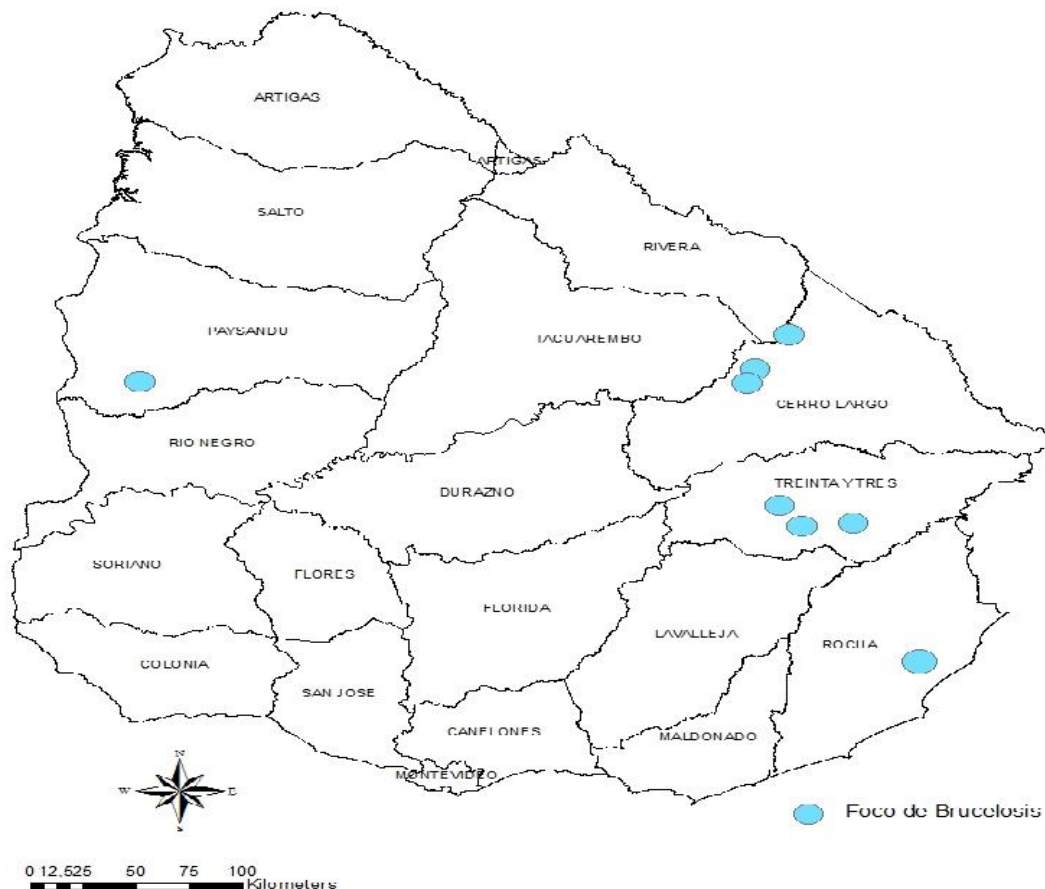 ARTIGAS
ARTIGAS
SALTO
RIVERA
PAYSANDU
TACUAREMBO
CERRO LARGO
RIO NEGRO
DURAZNO
TREINTA Y TRES
SORIANO
FLORES
FLORIDA
LAVALLEJA
ROCHA
COLONIA
SAN JOSE
CANELONES
MALDONADO
MONTEVIDEO
N
W E
S
Foco de Brucelosis
0 12,525 50 75 100
Kilometers